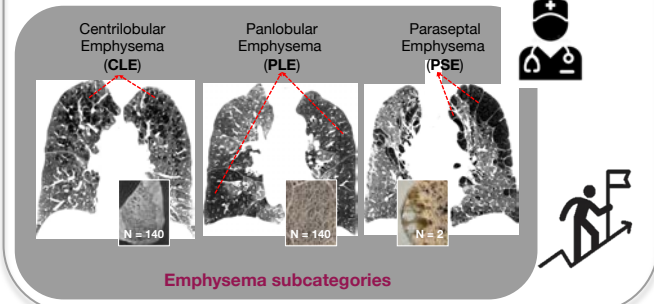 Centrilobular
Emphysema
(CLE)
Panlobular
Emphysema
(PLE)
Paraseptal
Emphysema
(PSE)
N = 140
N = 140
N = 2
Emphysema subcategories